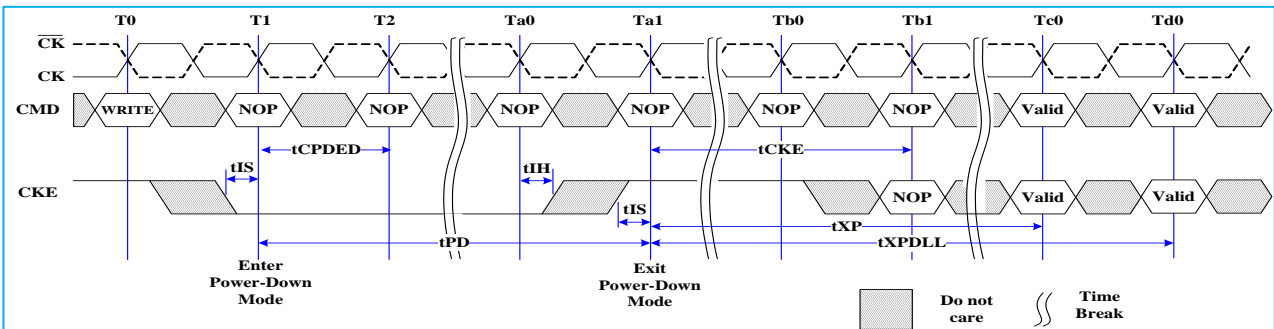 T0 T1 T2 Ta0 Ta1 Tb0 Tb1 Tc0 Td0
CK
CK
CMD WRITE NOP NOP NOP NOP NOP NOP Valid Valid
tCPDED tCKE
tIS tIH
CKE NOP Valid Valid
tIS
tXP
tPD tXPDLL
Enter
Power-Down
Mode
Exit
Power-Down
Mode
Do not
care
Time
Break